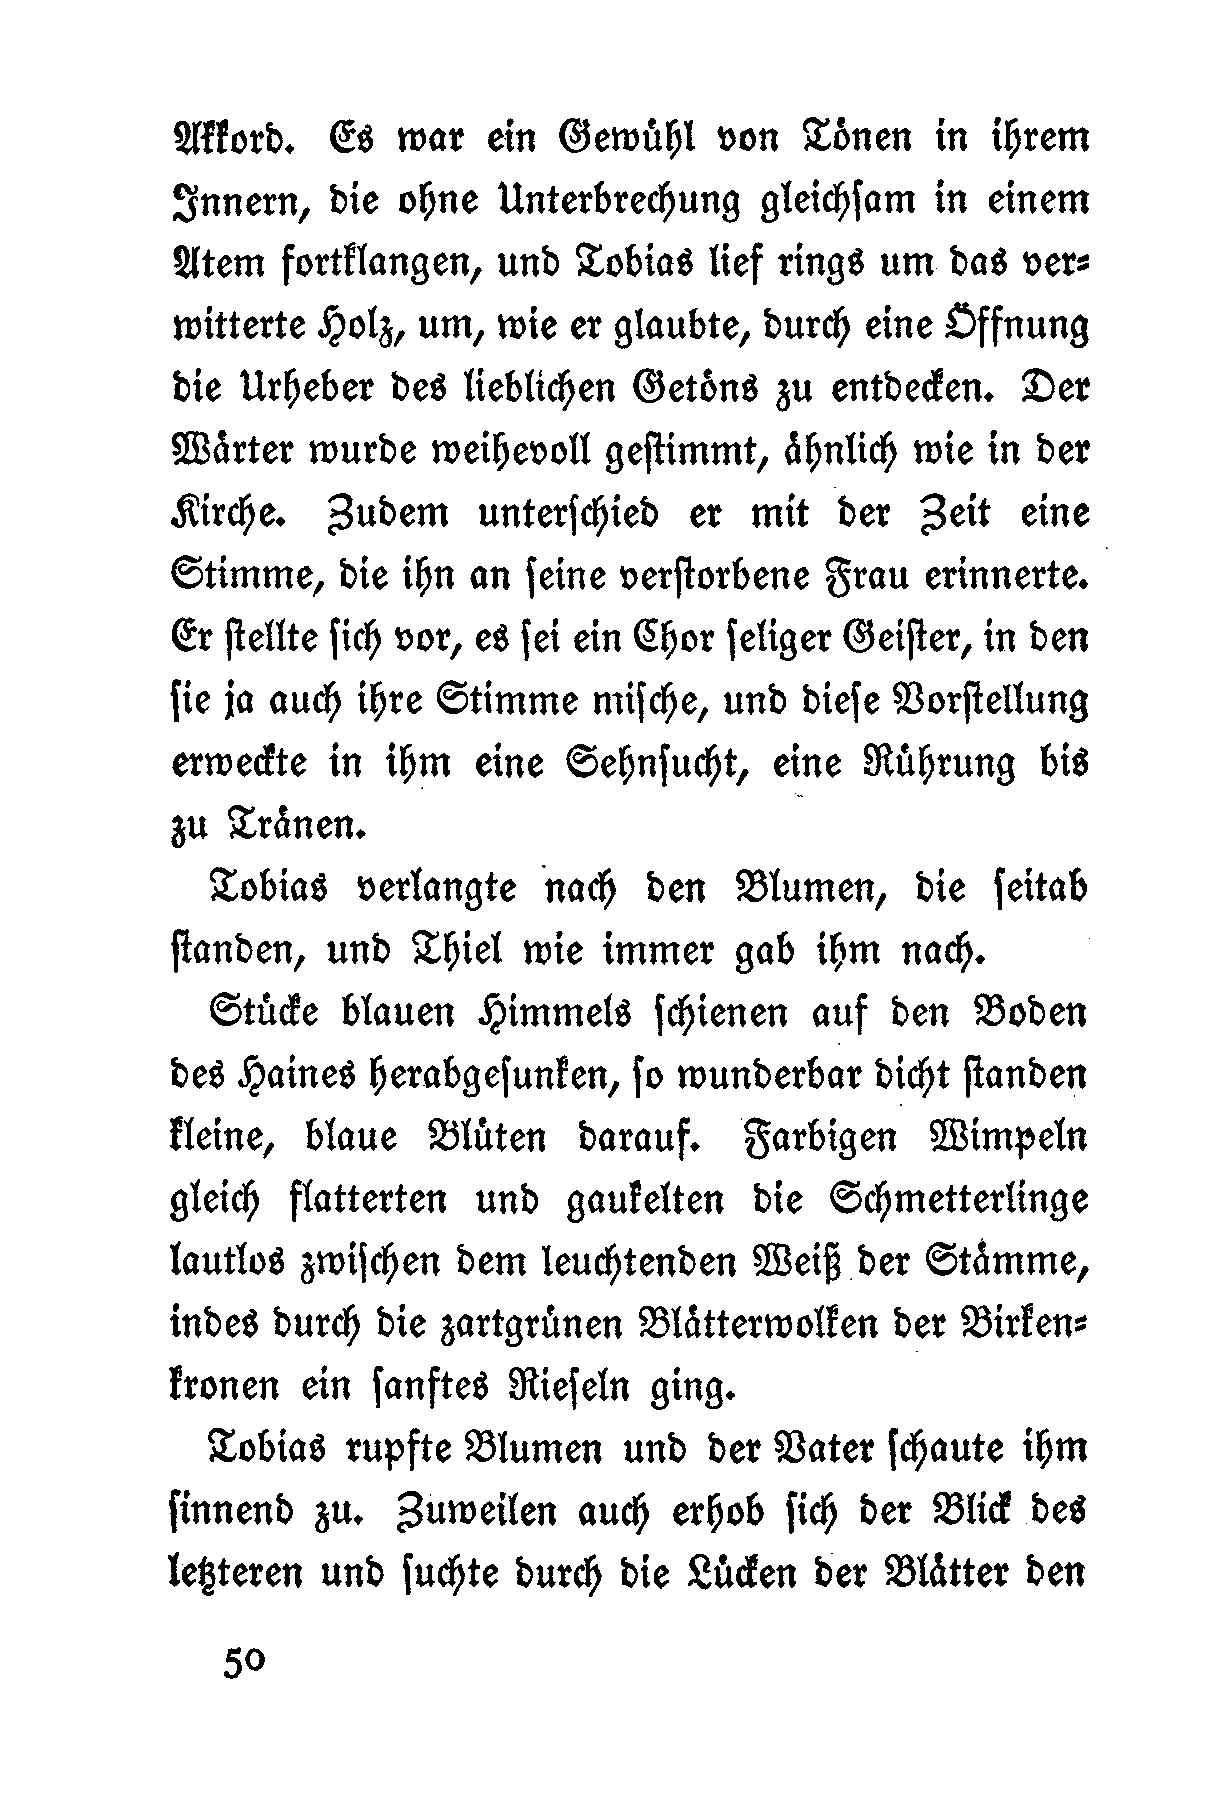 Akkord. Es war ein Gewühl von Tönen in ihrem
Innern, die ohne Unterbrechung gleichſam in einem
Atem fortklangen, und Tobias lief rings um das ver⸗
witterte Holz, um, wie er glaubte, durch eine Öffnung
die Urheber des lieblichen Getöns zu entdecken. Der
Wärter wurde weihevoll geſtimmt, ähnlich wie in der
Kirche. Zudem unterſchied er mit der Zeit eine
Stimme, die ihn an ſeine verſtorbene Frau erinnerte.
Er ſtellte ſich vor, es ſei ein Chor ſeliger Geiſter, in den
ſie ja auch ihre Stimme miſche, und dieſe Vorſtellung
erweckte in ihm eine Sehnſucht, eine Rührung bis
zu Tränen.
Tobias verlangte nach den Blumen, die ſeitab
ſtanden, und Thiel wie immer gab ihm nach.
Stücke blauen Himmels ſchienen auf den Boden
des Haines herabgeſunken, ſo wunderbar dicht ſtanden
kleine, blaue Blüten darauf. Farbigen Wimpeln
gleich flatterten und gaukelten die Schmetterlinge
lautlos zwiſchen dem leuchtenden Weiß der Stämme,
indes durch die zartgrünen Blätterwolken der Birken⸗
kronen ein ſanftes Rieſeln ging.
Tobias rupfte Blumen und der Vater ſchaute ihm
ſinnend zu. Zuweilen auch erhob ſich der Blick des
letzteren und ſuchte durch die Lücken der Blätter den
50